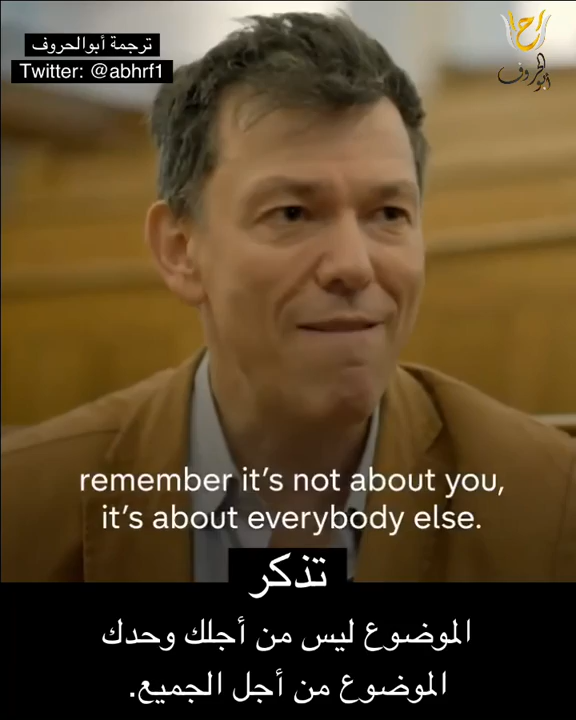 ترجمة أبوالحروف
Twitter: @abhrf1
أبوالحروف
remember it's not about you,
it's about everybody else.
تذكر
الموضوع ليس من أجلك وحدك
الموضوع من أجل الجميع.